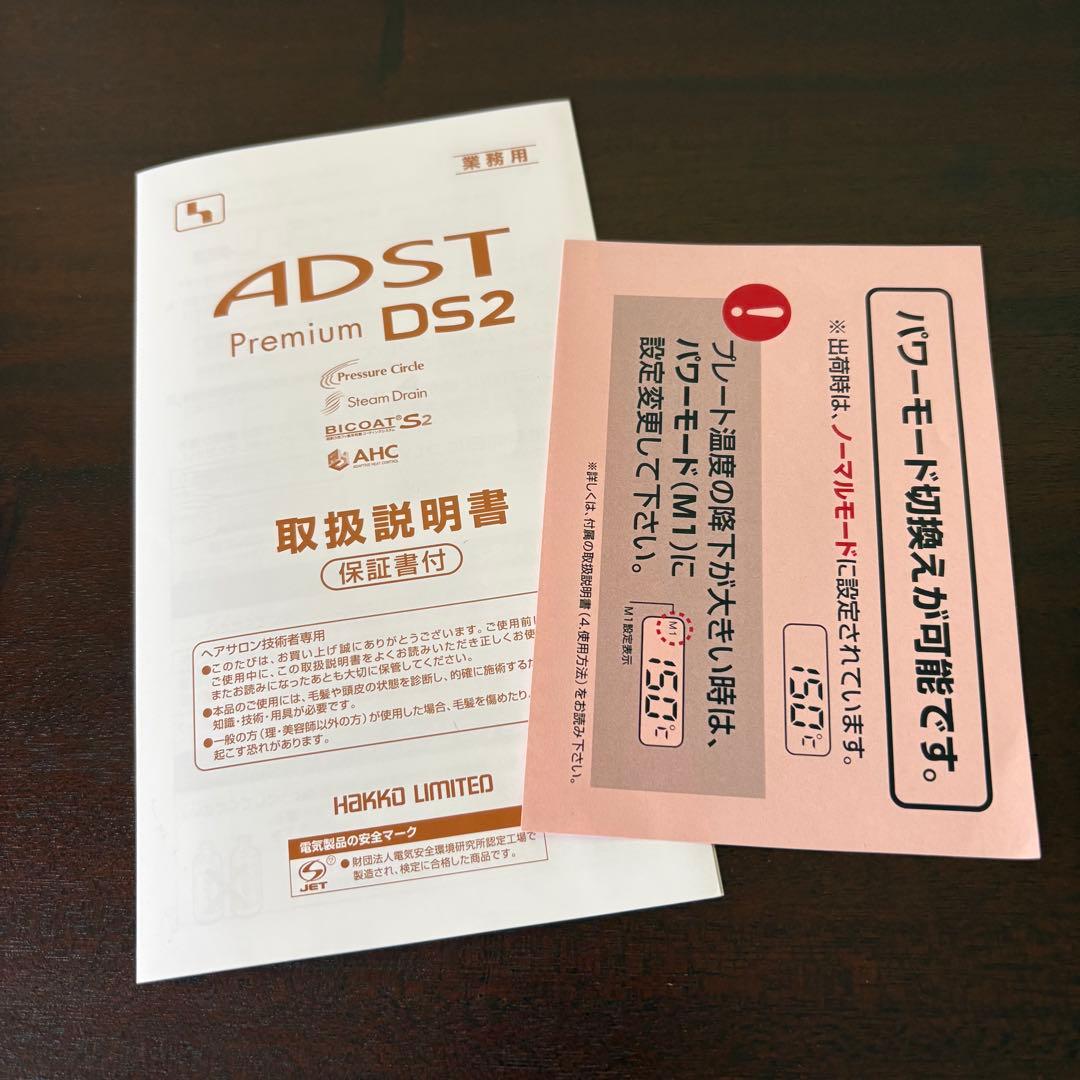 業務用
ADST
Premium DS2
Pressure Circle
Steam Drain
BICOAT®S2
AHC
ADAPTIVE HEAT CONTROL
取扱説明書
保証書付
ヘアサロン技術者専用
●このたびは、お買い上げ誠にありがとうございます。ご使用前
ご使用中に、この取扱説明書をよくお読みいただき正しくお使
またお読みになったあとも大切に保管してください。
●本品のご使用には、毛髪や頭皮の状態を診断し、的確に施術する
知識・技術・用具が必要です。
●一般の方(理・美容師以外の方)が使用した場合、毛髪を傷めたり、
起こす恐れがあります。
HAKKO LIMITED
電気製品の安全マーク
JET
●財団法人電気安全環境研究所認定工場で
製造され、検定に合格した商品です。
パワーモード切換えが可能です。
※出荷時は、ノーマルモードに設定されています。
150℃
プレート温度の降下が大きい時は、
パワーモード(M1)に
設定変更して下さい。
M1
150℃
M1設定表示
※詳しくは、付属の取扱説明書(4.使用方法)をお読み下さい。